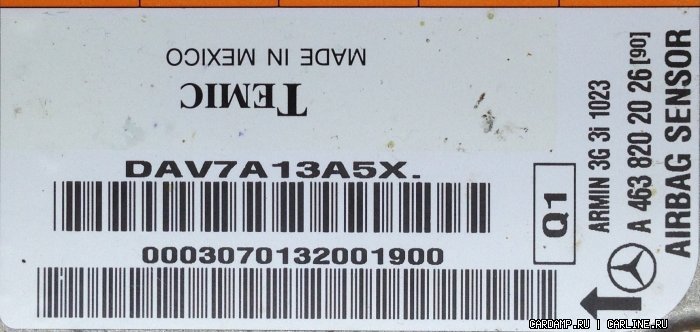 MADE IN MEXICO
TEMIC
DAV7A13A5X.
0003070132001900
Q1
ARMIN 3G 3i 1023
A 463 820 20 26 [90]
AIRBAG SENSOR
CARDAMP.RU | CARLINE.RU